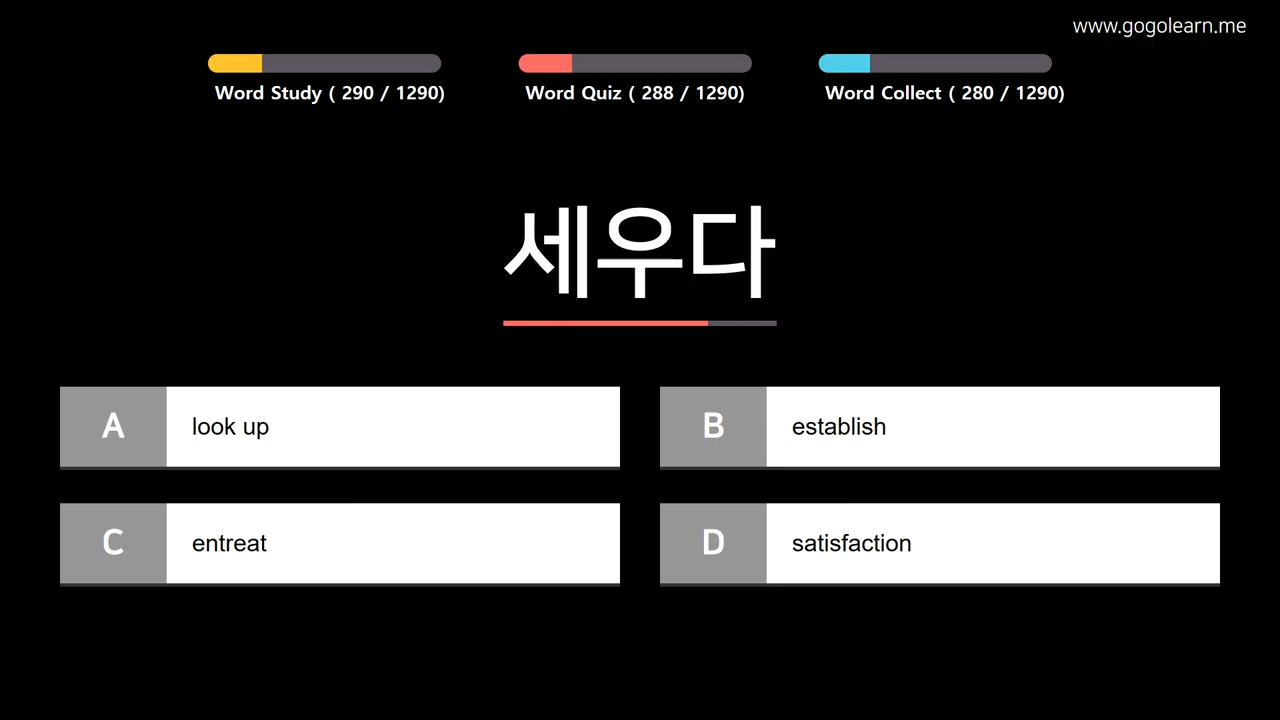 www.gogolearn.me
Word Study ( 290 / 1290)
Word Quiz ( 288 / 1290)
Word Collect ( 280 / 1290)
세우다
A look up
B establish
C entreat
D satisfaction